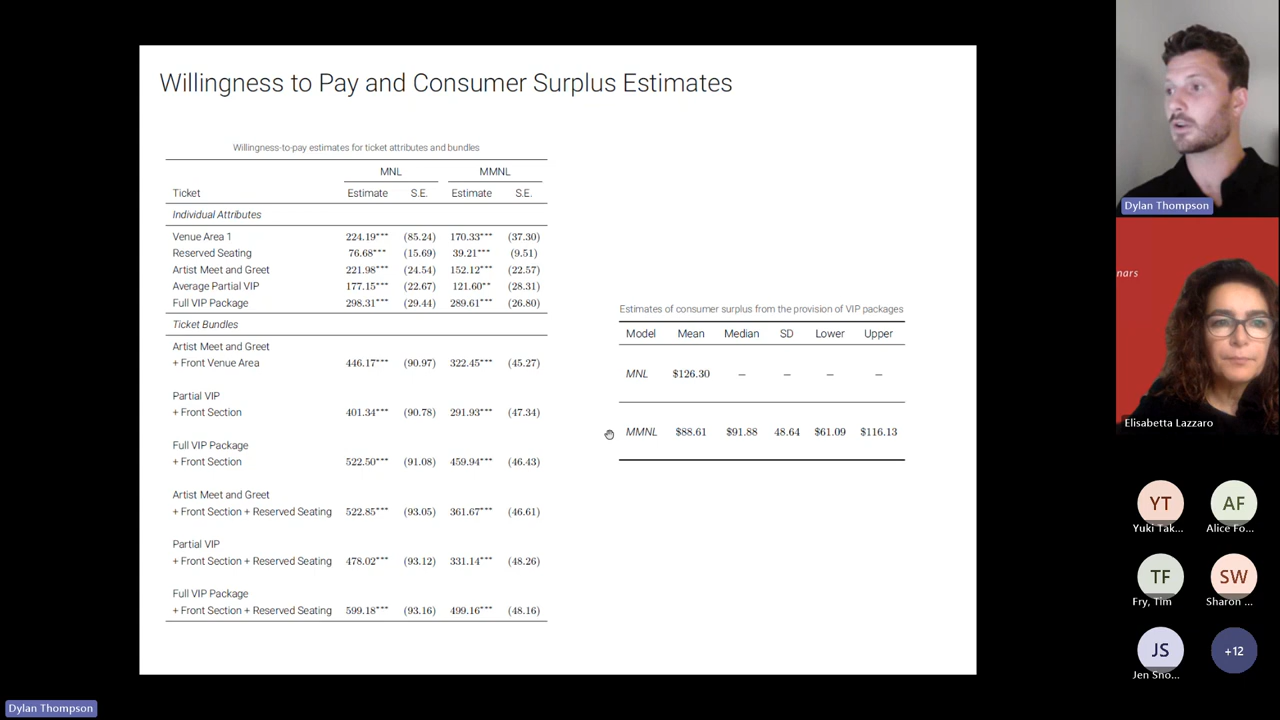 Willingness to Pay and Consumer Surplus Estimates
Willingness-to-pay estimates for ticket attributes and bundles
MNL MMNL
Ticket Estimate S.E. Estimate S.E.
Individual Attributes
Venue Area 1 224.19*** (85.24) 170.33*** (37.30)
Reserved Seating 76.68*** (15.69) 39.21*** (9.51)
Artist Meet and Greet 221.98*** (24.54) 152.12*** (22.57)
Average Partial VIP 177.15*** (22.67) 121.60** (28.31)
Full VIP Package 298.31*** (29.44) 289.61** (26.80)
Ticket Bundles
Artist Meet and Greet
+ Front Venue Area 446.17*** (90.97) 322.45*** (45.27)
Partial VIP
+ Front Section 401.34*** (90.78) 291.93*** (47.34)
Full VIP Package
+ Front Section 522.50*** (91.08) 459.94*** (46.43)
Artist Meet and Greet
+ Front Section + Reserved Seating 522.85*** (93.05) 361.67*** (46.61)
Partial VIP
+ Front Section + Reserved Seating 478.02*** (93.12) 331.14*** (48.26)
Full VIP Package
+ Front Section + Reserved Seating 599.18*** (93.16) 499.16*** (48.16)
Estimates of consumer surplus from the provision of VIP packages
Model Mean Median SD Lower Upper
MNL $126.30 – – – –
MMNL $88.61 $91.88 48.64 $61.09 $116.13
Dylan Thompson
nars
Elisabetta Lazzaro
YT AF
Yuki Tak... Alice Fo...
TF SW
Fry, Tim Sharon ...
JS +12
Jen Sno...
Dylan Thompson